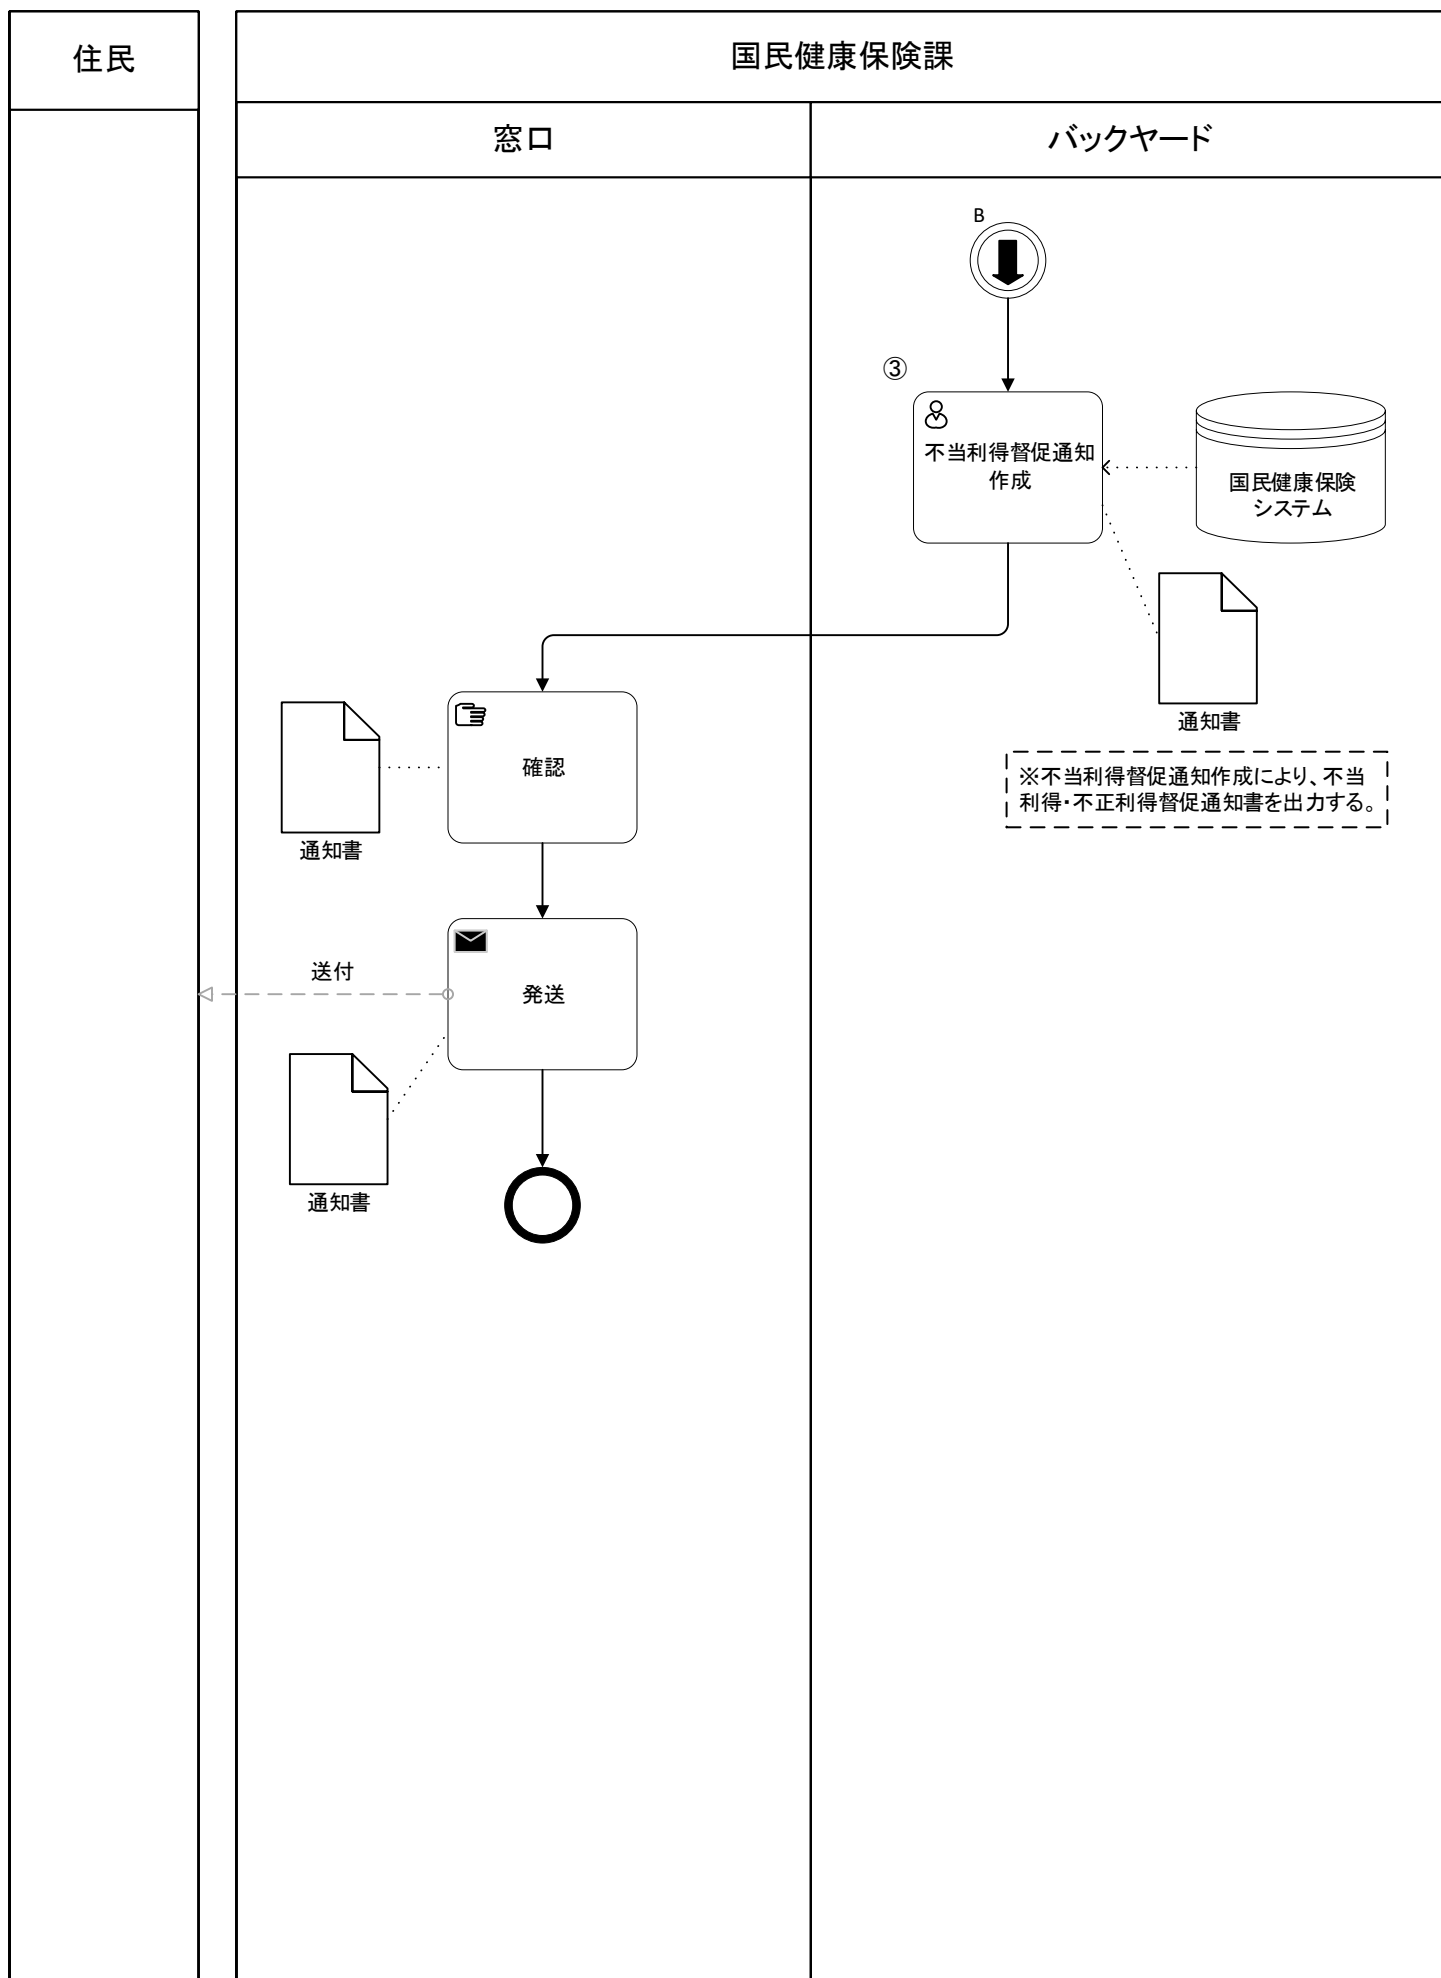 住民
国民健康保険課
窓口
バックヤード
B
③
不当利得督促通知
作成
国民健康保険
システム
通知書
※不当利得督促通知作成により、不当
利得・不正利得督促通知書を出力する。
確認
通知書
送付
発送
通知書